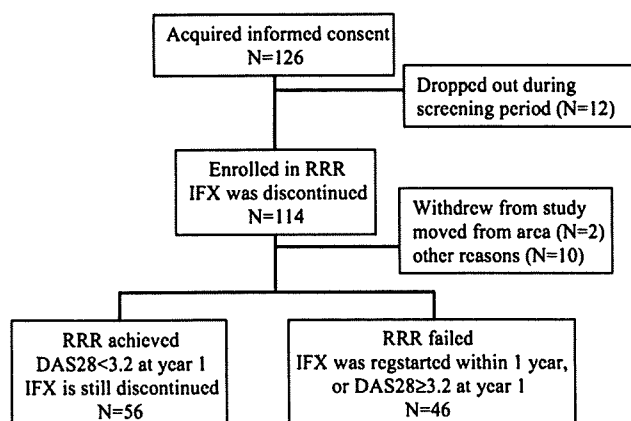 Acquired informed consent
N=126
Dropped out during
screening period (N=12)
Enrolled in RRR
IFX was discontinued
N=114
Withdrew from study
moved from area (N=2)
other reasons (N=10)
RRR achieved
DAS28<3.2 at year 1
IFX is still discontinued
N=56
RRR failed
IFX was regstarted within 1 year,
or DAS28≥3.2 at year 1
N=46